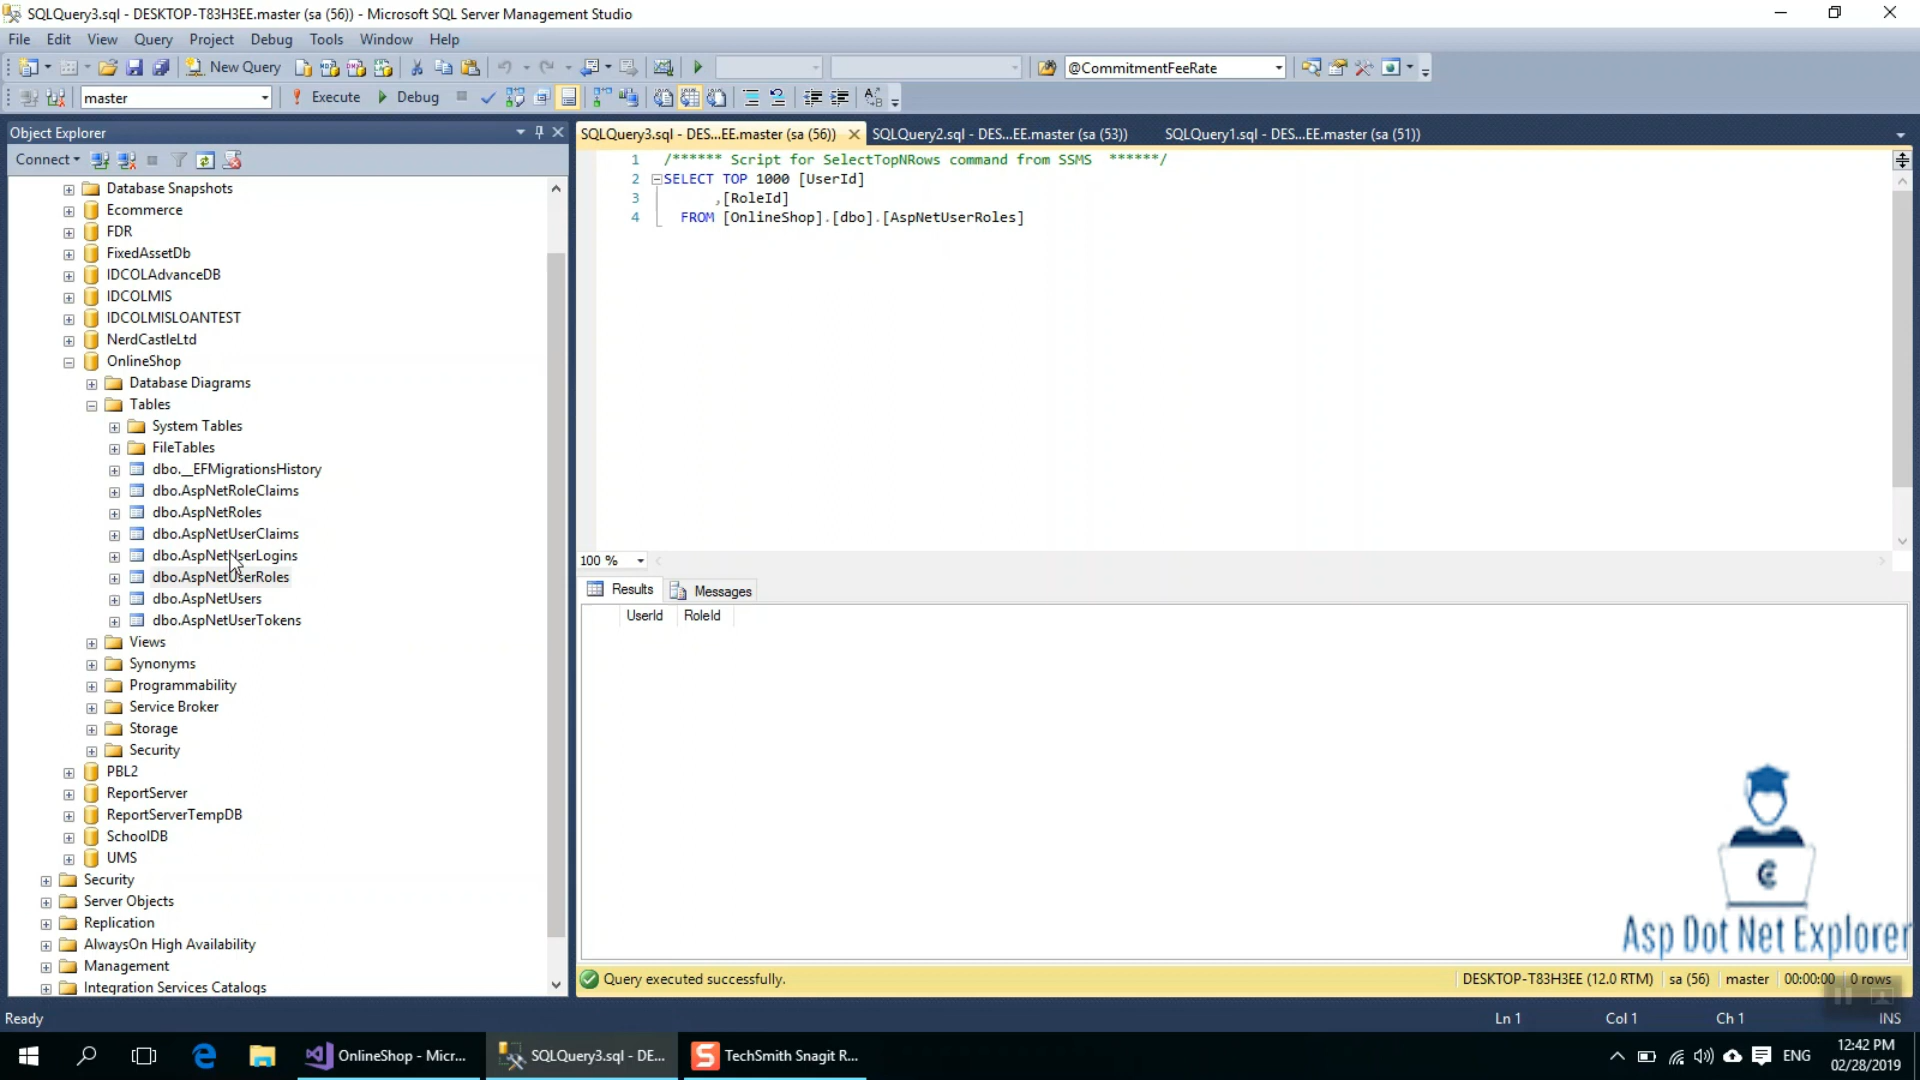 SQLQuery3.sql - DESKTOP-T83H3EE.master (sa (56)) - Microsoft SQL Server Management Studio
File Edit View Query Project Debug Tools Window Help
New Query @CommitmentFeeRate
master Execute Debug
Object Explorer
Connect
Database Snapshots
Ecommerce
FDR
FixedAssetDb
IDCOLAdvanceDB
IDCOLMIS
IDCOLMISLOANTEST
NerdCastleLtd
OnlineShop
Database Diagrams
Tables
System Tables
FileTables
dbo.__EFMigrationsHistory
dbo.AspNetRoleClaims
dbo.AspNetRoles
dbo.AspNetUserClaims
dbo.AspNetUserLogins
dbo.AspNetUserRoles
dbo.AspNetUsers
dbo.AspNetUserTokens
Views
Synonyms
Programmability
Service Broker
Storage
Security
PBL2
ReportServer
ReportServerTempDB
SchoolDB
UMS
Security
Server Objects
Replication
AlwaysOn High Availability
Management
Integration Services Catalogs
SQLQuery3.sql - DES...EE.master (sa (56)) SQLQuery2.sql - DES...EE.master (sa (53)) SQLQuery1.sql - DES...EE.master (sa (51))
1 /****** Script for SelectTopNRows command from SSMS ******/
2 SELECT TOP 1000 [UserId]
3 ,[RoleId]
4 FROM [OnlineShop].[dbo].[AspNetUserRoles]
100 %
Results Messages
UserId RoleId
Asp Dot Net Explorer
Query executed successfully. DESKTOP-T83H3EE (12.0 RTM) sa (56) master 00:00:00 0 rows
Ready Ln 1 Col 1 Ch 1 INS
OnlineShop - Micr... SQLQuery3.sql - DE... TechSmith Snagit R... ENG 12:42 PM
02/28/2019